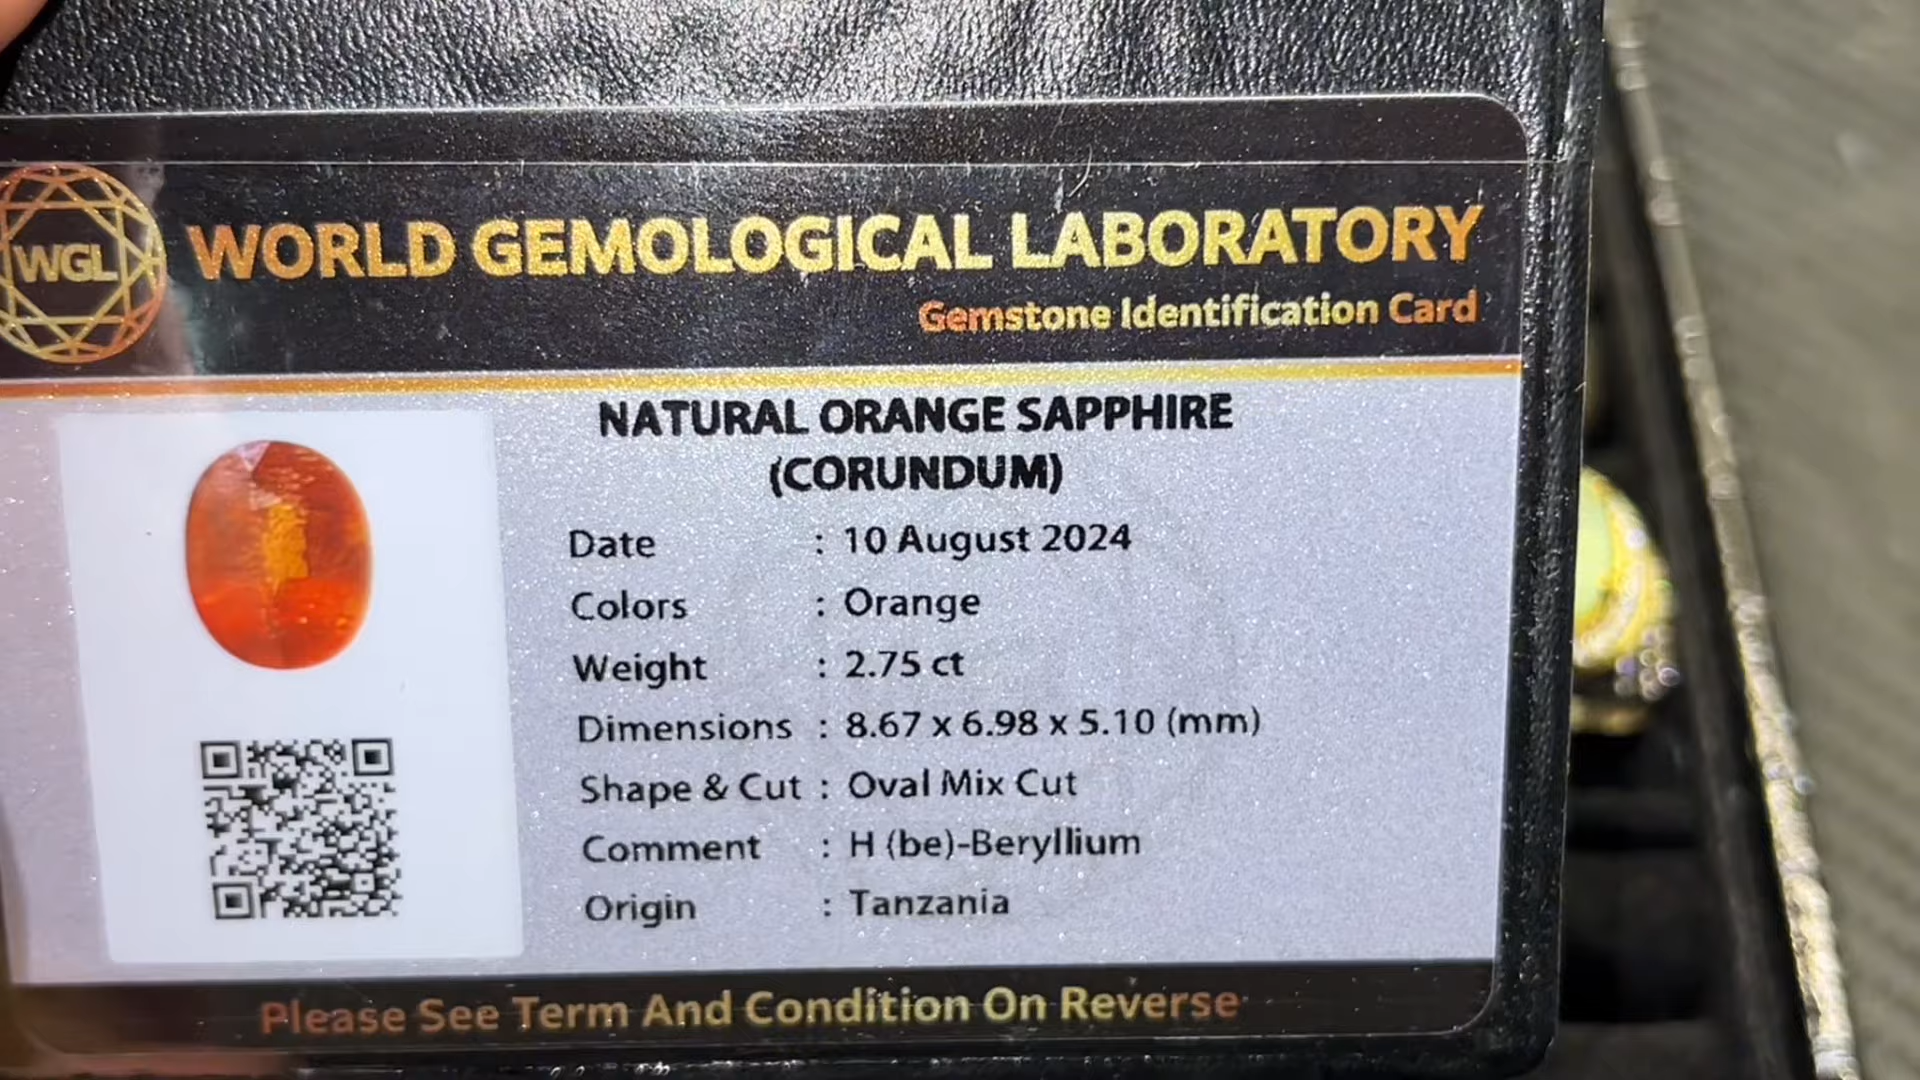 WGL
WORLD GEMOLOGICAL LABORATORY
Gemstone Identification Card
NATURAL ORANGE SAPPHIRE
(CORUNDUM)
Date : 10 August 2024
Colors : Orange
Weight : 2.75 ct
Dimensions : 8.67 x 6.98 x 5.10 (mm)
Shape & Cut : Oval Mix Cut
Comment : H (be)-Beryllium
Origin : Tanzania
Please See Term And Condition On Reverse